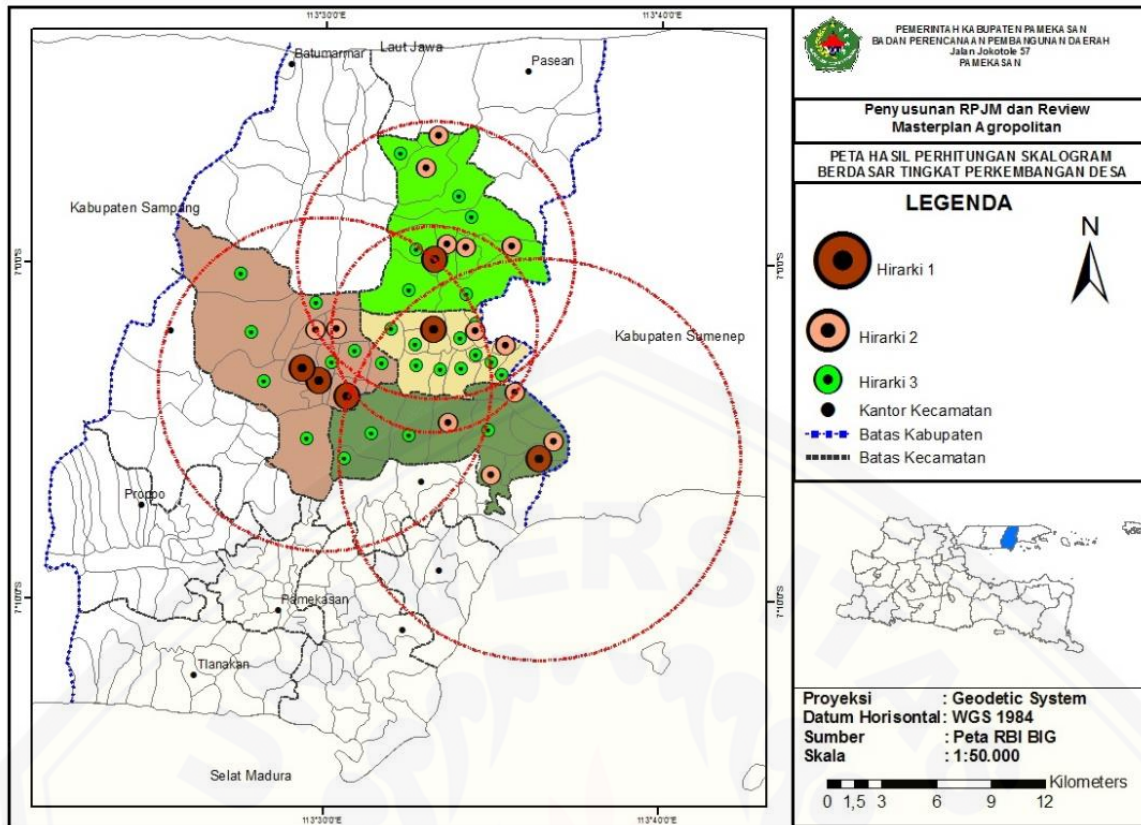 113°30'0"E
113°40'0"E
Batumarmar
Laut Jawa
Pasean
Kabupaten Sampang
7°0'0"S
7°0'0"S
Kabupaten Sumenep
Proppo
7°10'0"S
7°10'0"S
Pamekasan
Tlanakan
Selat Madura
113°30'0"E
113°40'0"E
PEMERINTAH KABUPATEN PAMEKASAN
BADAN PERENCANAAN PEMBANGUNAN DAERAH
Jalan Jokotole 57
PAMEKASAN
Penyusunan RPJM dan Review
Masterplan Agropolitan
PETA HASIL PERHITUNGAN SKALOGRAM
BERDASAR TINGKAT PERKEMBANGAN DESA
LEGENDA
N
Hirarki 1
Hirarki 2
Hirarki 3
Kantor Kecamatan
Batas Kabupaten
Batas Kecamatan
Proyeksi : Geodetic System
Datum Horisontal : WGS 1984
Sumber : Peta RBI BIG
Skala : 1:50.000
Kilometers
0 1,5 3 6 9 12